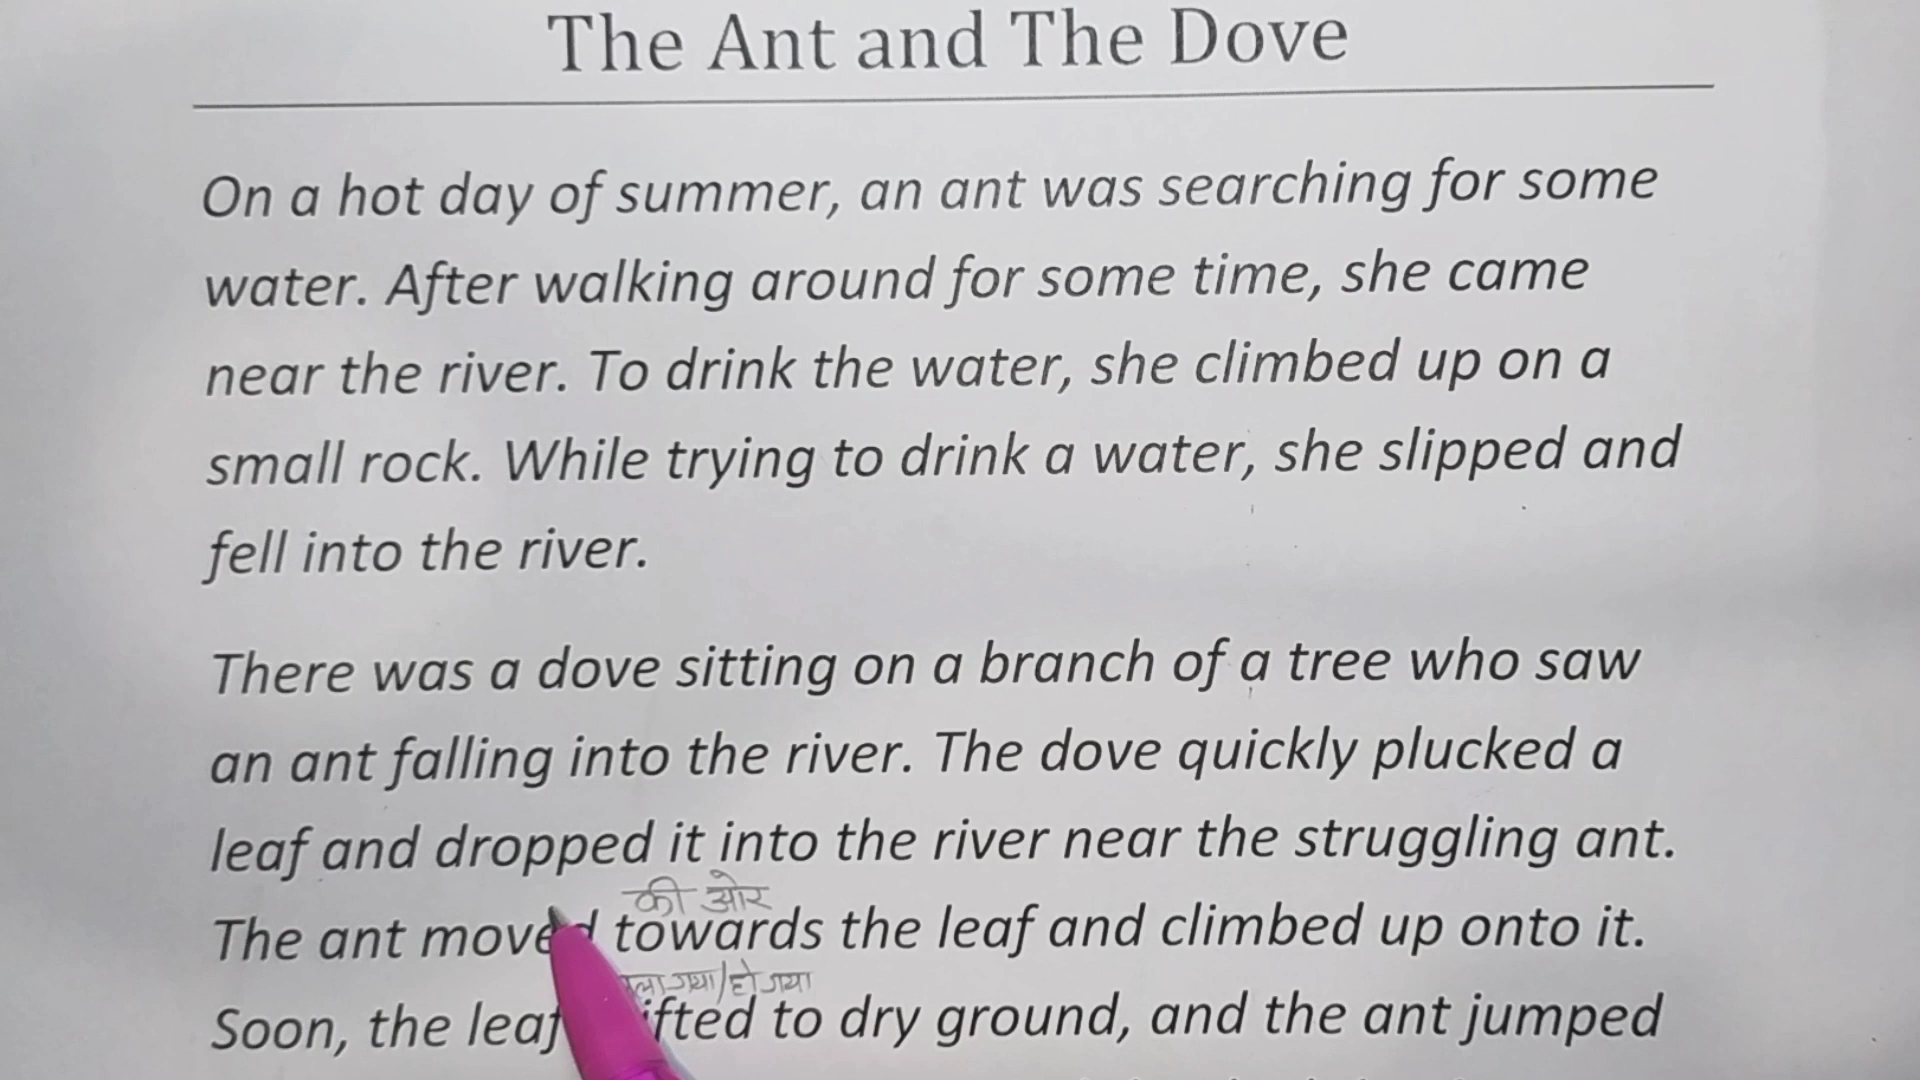 The Ant and The Dove
On a hot day of summer, an ant was searching for some
water. After walking around for some time, she came
near the river. To drink the water, she climbed up on a
small rock. While trying to drink a water, she slipped and
fell into the river.
There was a dove sitting on a branch of a tree who saw
an ant falling into the river. The dove quickly plucked a
leaf and dropped it into the river near the struggling ant.
की ओर
The ant moved towards the leaf and climbed up onto it.
गया/हो गया
Soon, the leaf to dry ground, and the ant jumped